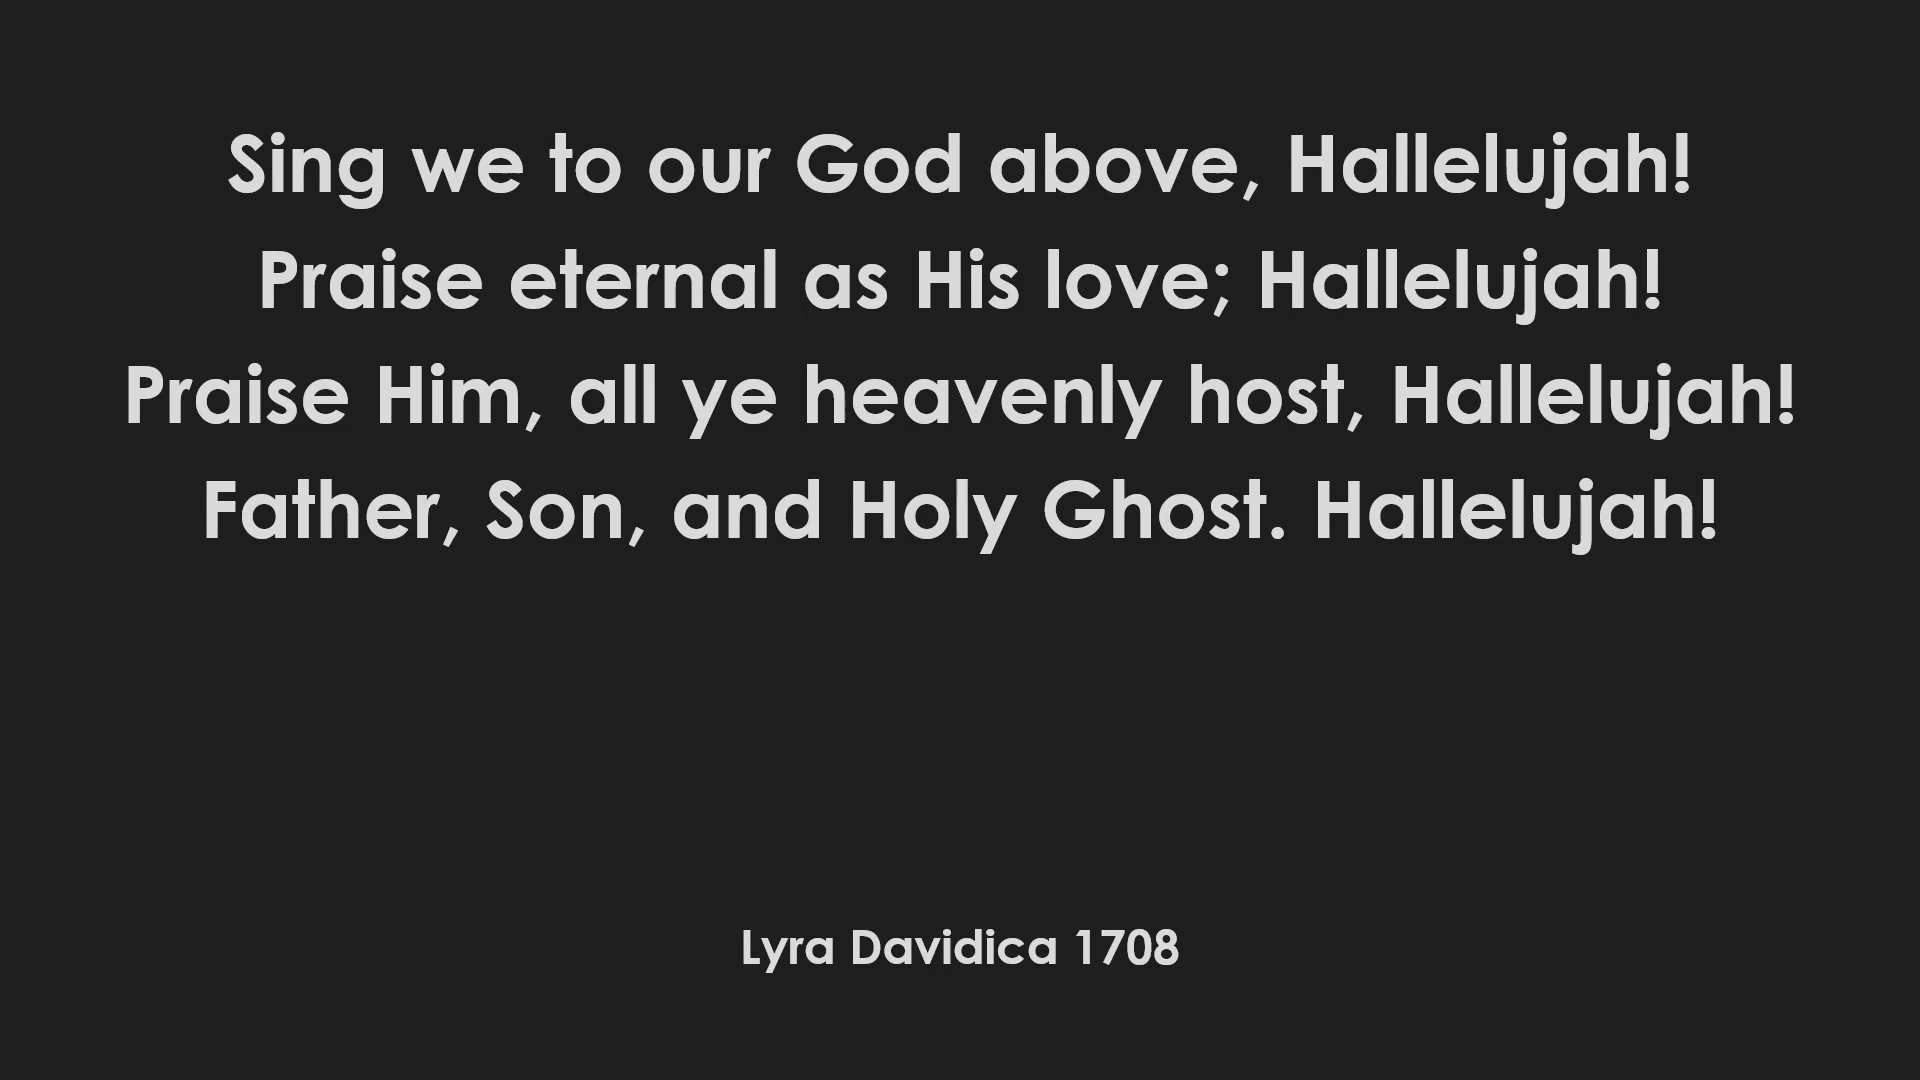 Sing we to our God above, Hallelujah!
Praise eternal as His love; Hallelujah!
Praise Him, all ye heavenly host, Hallelujah!
Father, Son, and Holy Ghost. Hallelujah!
Lyra Davidica 1708